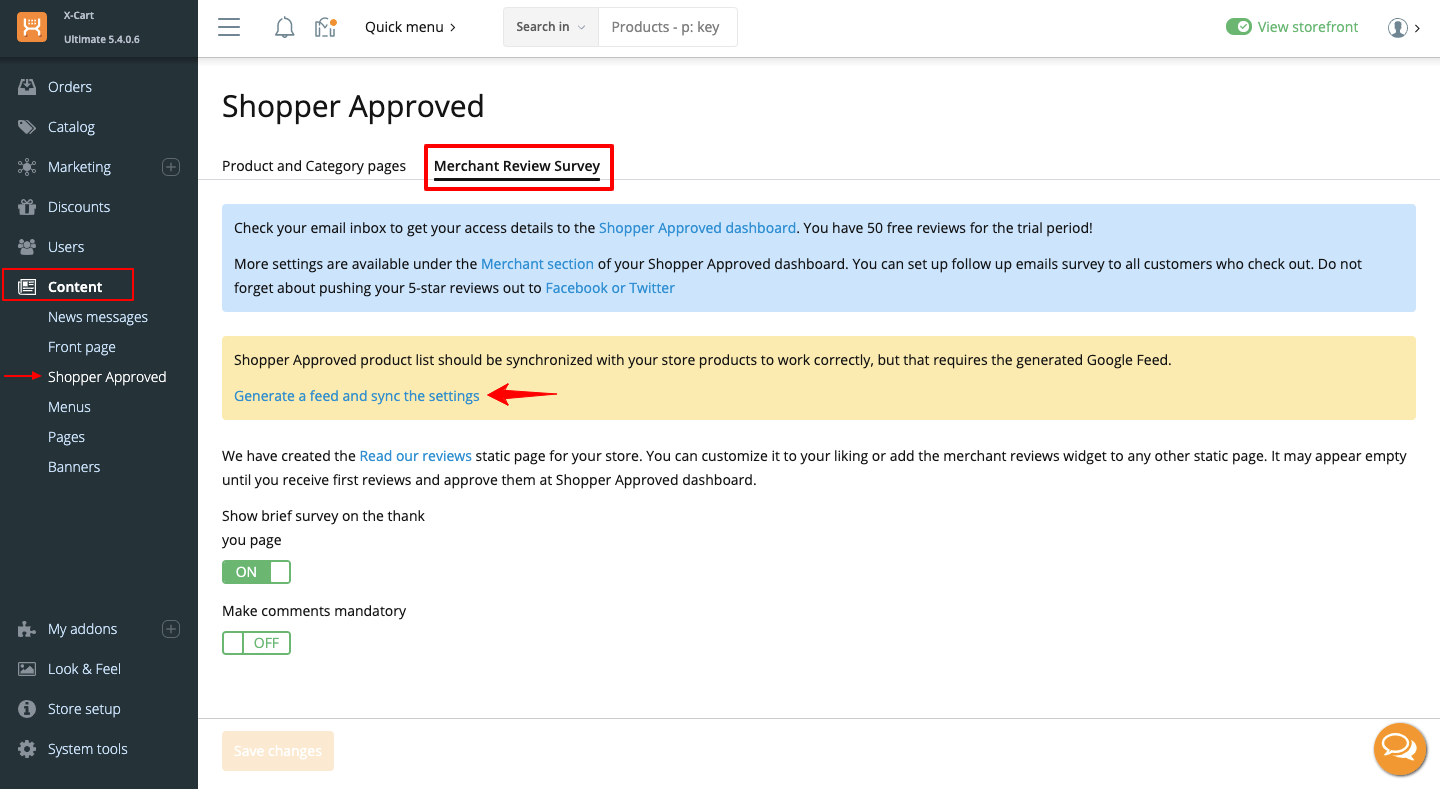 X-Cart
Ultimate 5.4.0.6
Quick menu
Search in
Products - p: key
View storefront
Orders
Catalog
Marketing
Discounts
Users
Content
News messages
Front page
Shopper Approved
Menus
Pages
Banners
My addons
Look & Feel
Store setup
System tools
Shopper Approved
Product and Category pages
Merchant Review Survey
Check your email inbox to get your access details to the Shopper Approved dashboard. You have 50 free reviews for the trial period!
More settings are available under the Merchant section of your Shopper Approved dashboard. You can set up follow up emails survey to all customers who check out. Do not
forget about pushing your 5-star reviews out to Facebook or Twitter
Shopper Approved product list should be synchronized with your store products to work correctly, but that requires the generated Google Feed.
Generate a feed and sync the settings
We have created the Read our reviews static page for your store. You can customize it to your liking or add the merchant reviews widget to any other static page. It may appear empty
until you receive first reviews and approve them at Shopper Approved dashboard.
Show brief survey on the thank
you page
ON
Make comments mandatory
OFF
Save changes